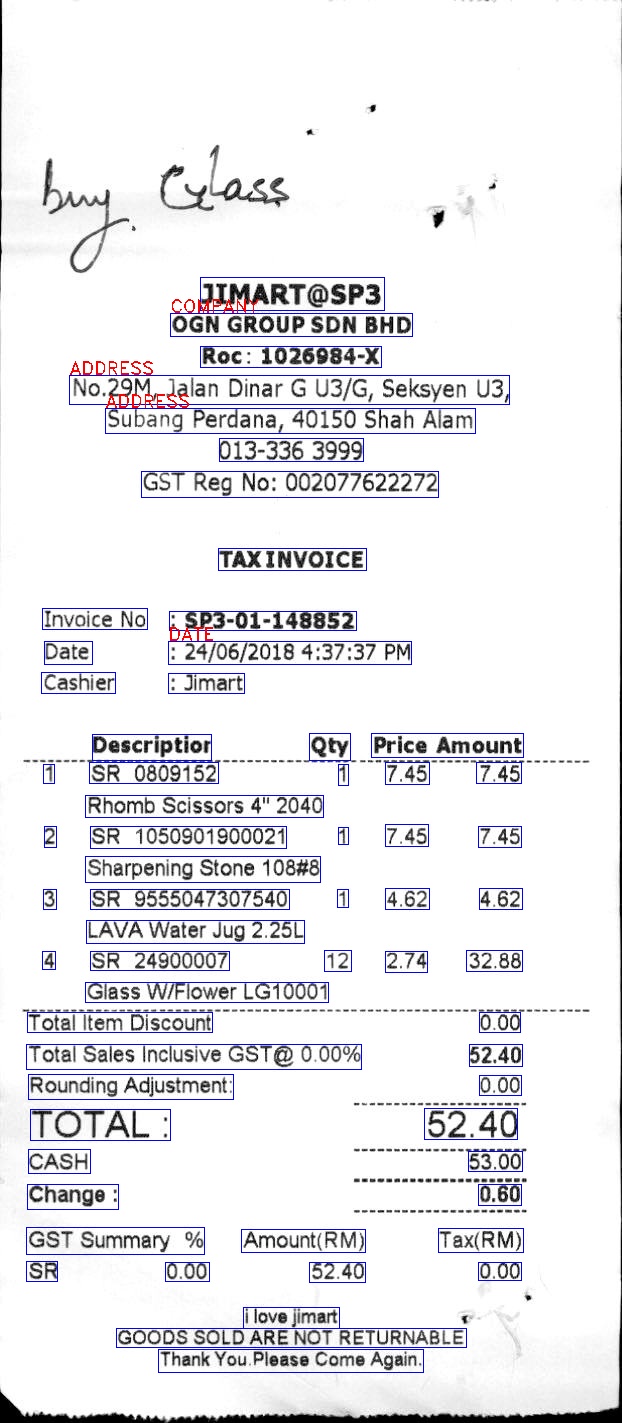 buy. Glass
JIMART@SP3
COMPANY
OGN GROUP SDN BHD
Roc: 1026984-X
ADDRESS
No.29M, Jalan Dinar G U3/G, Seksyen U3,
ADDRESS
Subang Perdana, 40150 Shah Alam
013-336 3999
GST Reg No: 002077622272
TAX INVOICE
Invoice No : SP3-01-148852
DATE
Date : 24/06/2018 4:37:37 PM
Cashier : Jimart
Description Qty Price Amount
1 SR 0809152 1 7.45 7.45
Rhomb Scissors 4" 2040
2 SR 1050901900021 1 7.45 7.45
Sharpening Stone 108#8
3 SR 9555047307540 1 4.62 4.62
LAVA Water Jug 2.25L
4 SR 24900007 12 2.74 32.88
Glass W/Flower LG10001
Total Item Discount 0.00
Total Sales Inclusive GST@ 0.00% 52.40
Rounding Adjustment: 0.00
TOTAL : 52.40
CASH 53.00
Change : 0.60
GST Summary % Amount(RM) Tax(RM)
SR 0.00 52.40 0.00
i love jimart
GOODS SOLD ARE NOT RETURNABLE
Thank You.Please Come Again.